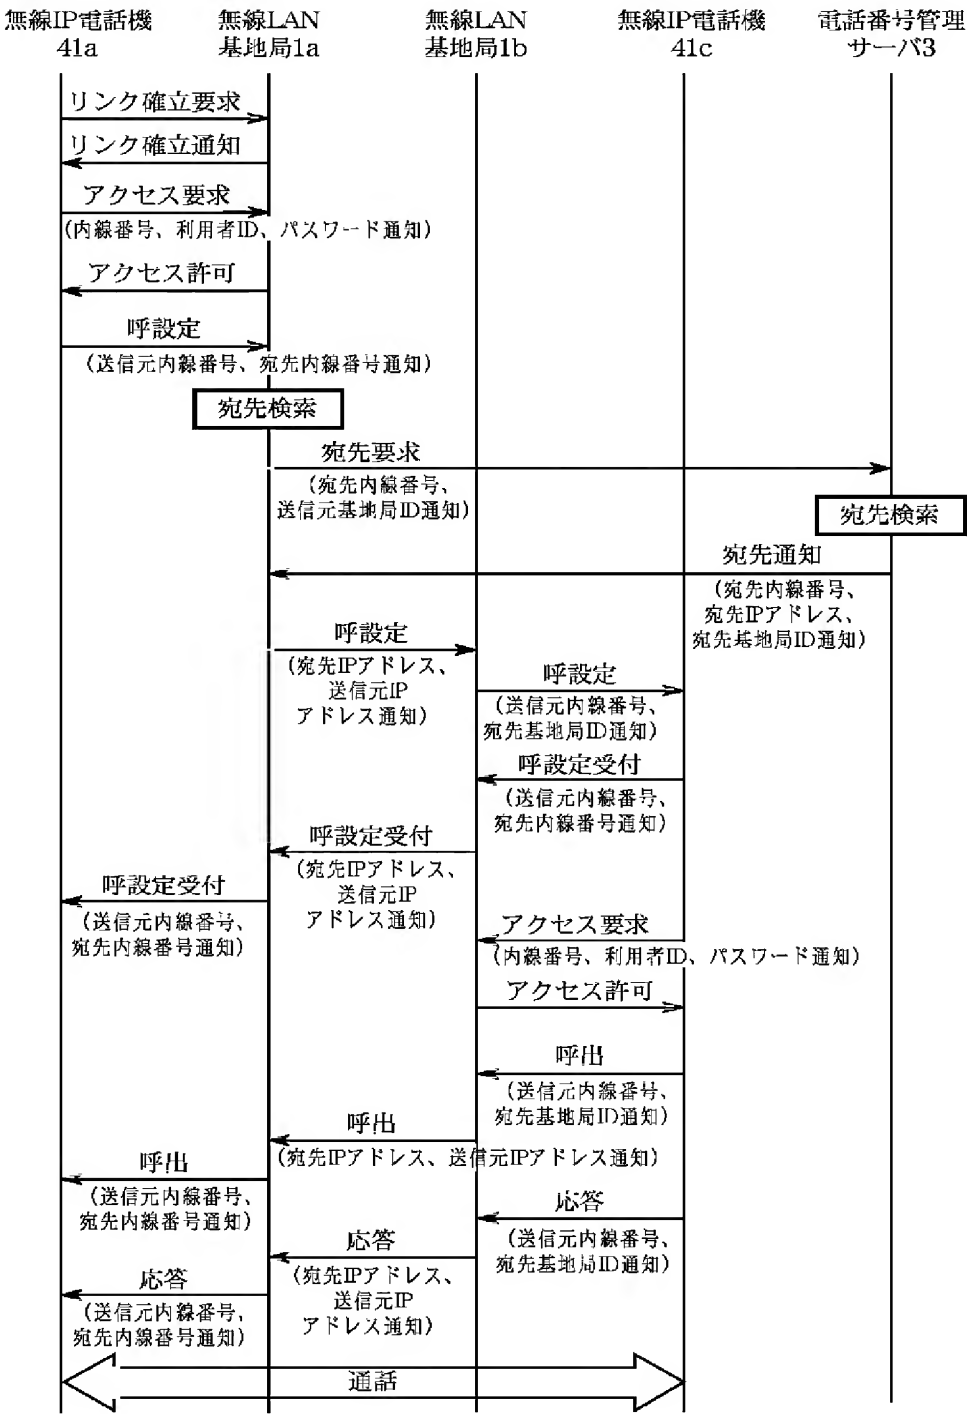 無線IP電話機
41a
無線LAN
基地局1a
無線LAN
基地局1b
無線IP電話機
41c
電話番号管理
サーバ3
リンク確立要求
リンク確立通知
アクセス要求
(内線番号、利用者ID、パスワード通知)
アクセス許可
呼設定
(送信元内線番号、宛先内線番号通知)
宛先検索
宛先要求
(宛先内線番号、
送信元基地局ID通知)
宛先検索
宛先通知
(宛先内線番号、
宛先IPアドレス、
宛先基地局ID通知)
呼設定
(宛先IPアドレス、
送信元IP
アドレス通知)
呼設定
(送信元内線番号、
宛先基地局ID通知)
呼設定受付
(送信元内線番号、
宛先内線番号通知)
呼設定受付
(宛先IPアドレス、
送信元IP
アドレス通知)
呼設定受付
(送信元内線番号、
宛先内線番号通知)
アクセス要求
(内線番号、利用者ID、パスワード通知)
アクセス許可
呼出
(送信元内線番号、
宛先基地局ID通知)
呼出
(宛先IPアドレス、送信元IPアドレス通知)
呼出
(送信元内線番号、
宛先内線番号通知)
応答
(送信元内線番号、
宛先基地局ID通知)
応答
(宛先IPアドレス、
送信元IP
アドレス通知)
応答
(送信元内線番号、
宛先内線番号通知)
通話